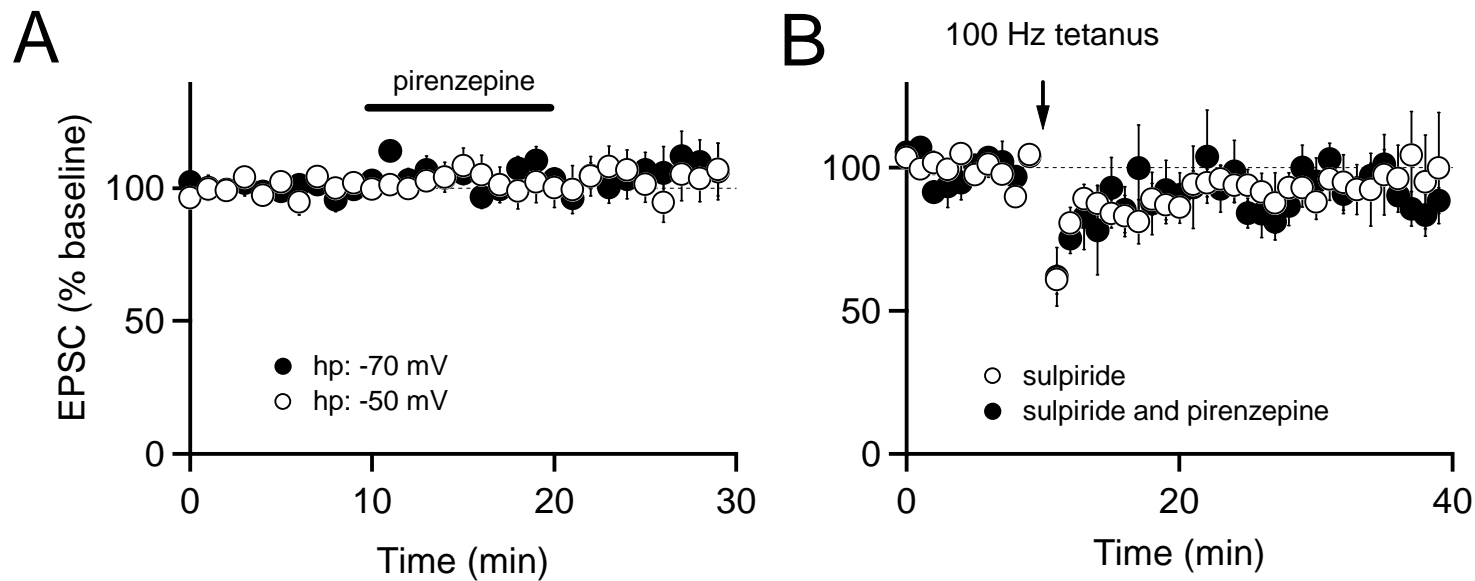 A
pirenzepine
EPSC (% baseline)
100
50
0
hp: -70 mV
hp: -50 mV
0
10
20
30
Time (min)
B
100 Hz tetanus
100
50
0
sulpiride
sulpiride and pirenzepine
0
20
40
Time (min)